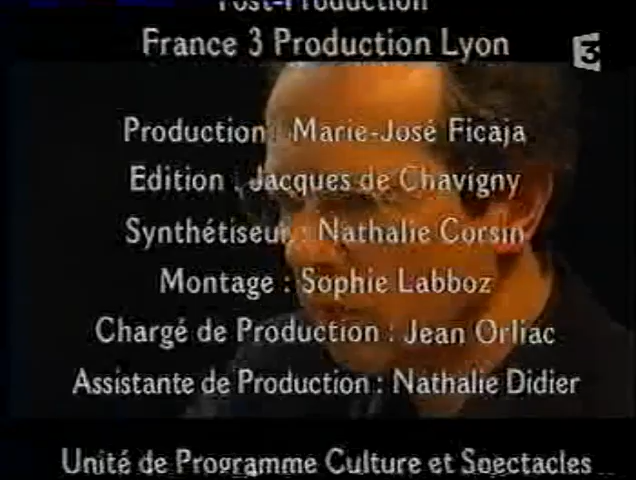 Post-Production
France 3 Production Lyon
3
Production : Marie-José Ficaja
Edition : Jacques de Chavigny
Synthétiseur : Nathalie Corsin
Montage : Sophie Labboz
Chargé de Production : Jean Orliac
Assistante de Production : Nathalie Didier
Unité de Programme Culture et Spectacles